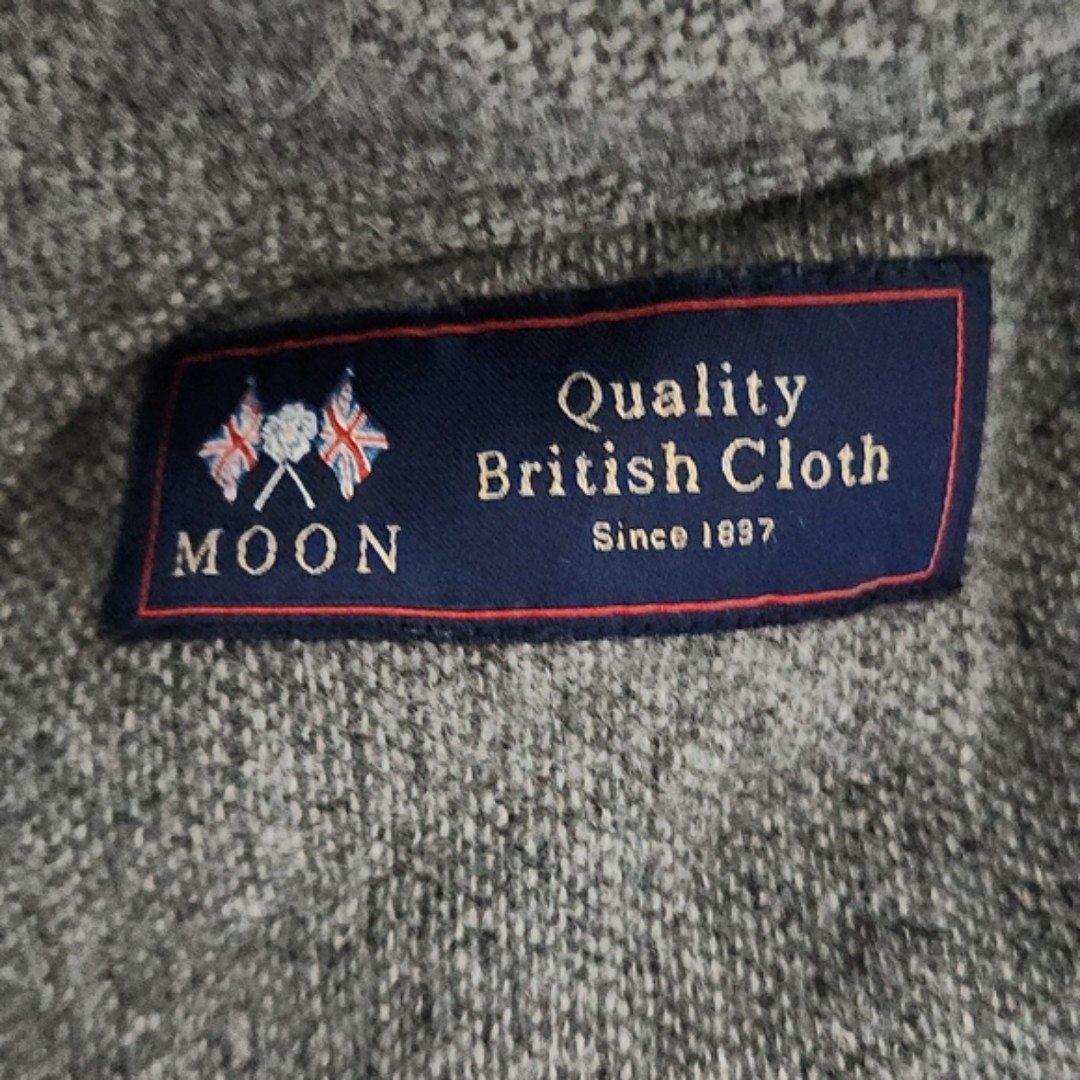 MOON
Quality
British Cloth
Since 1837